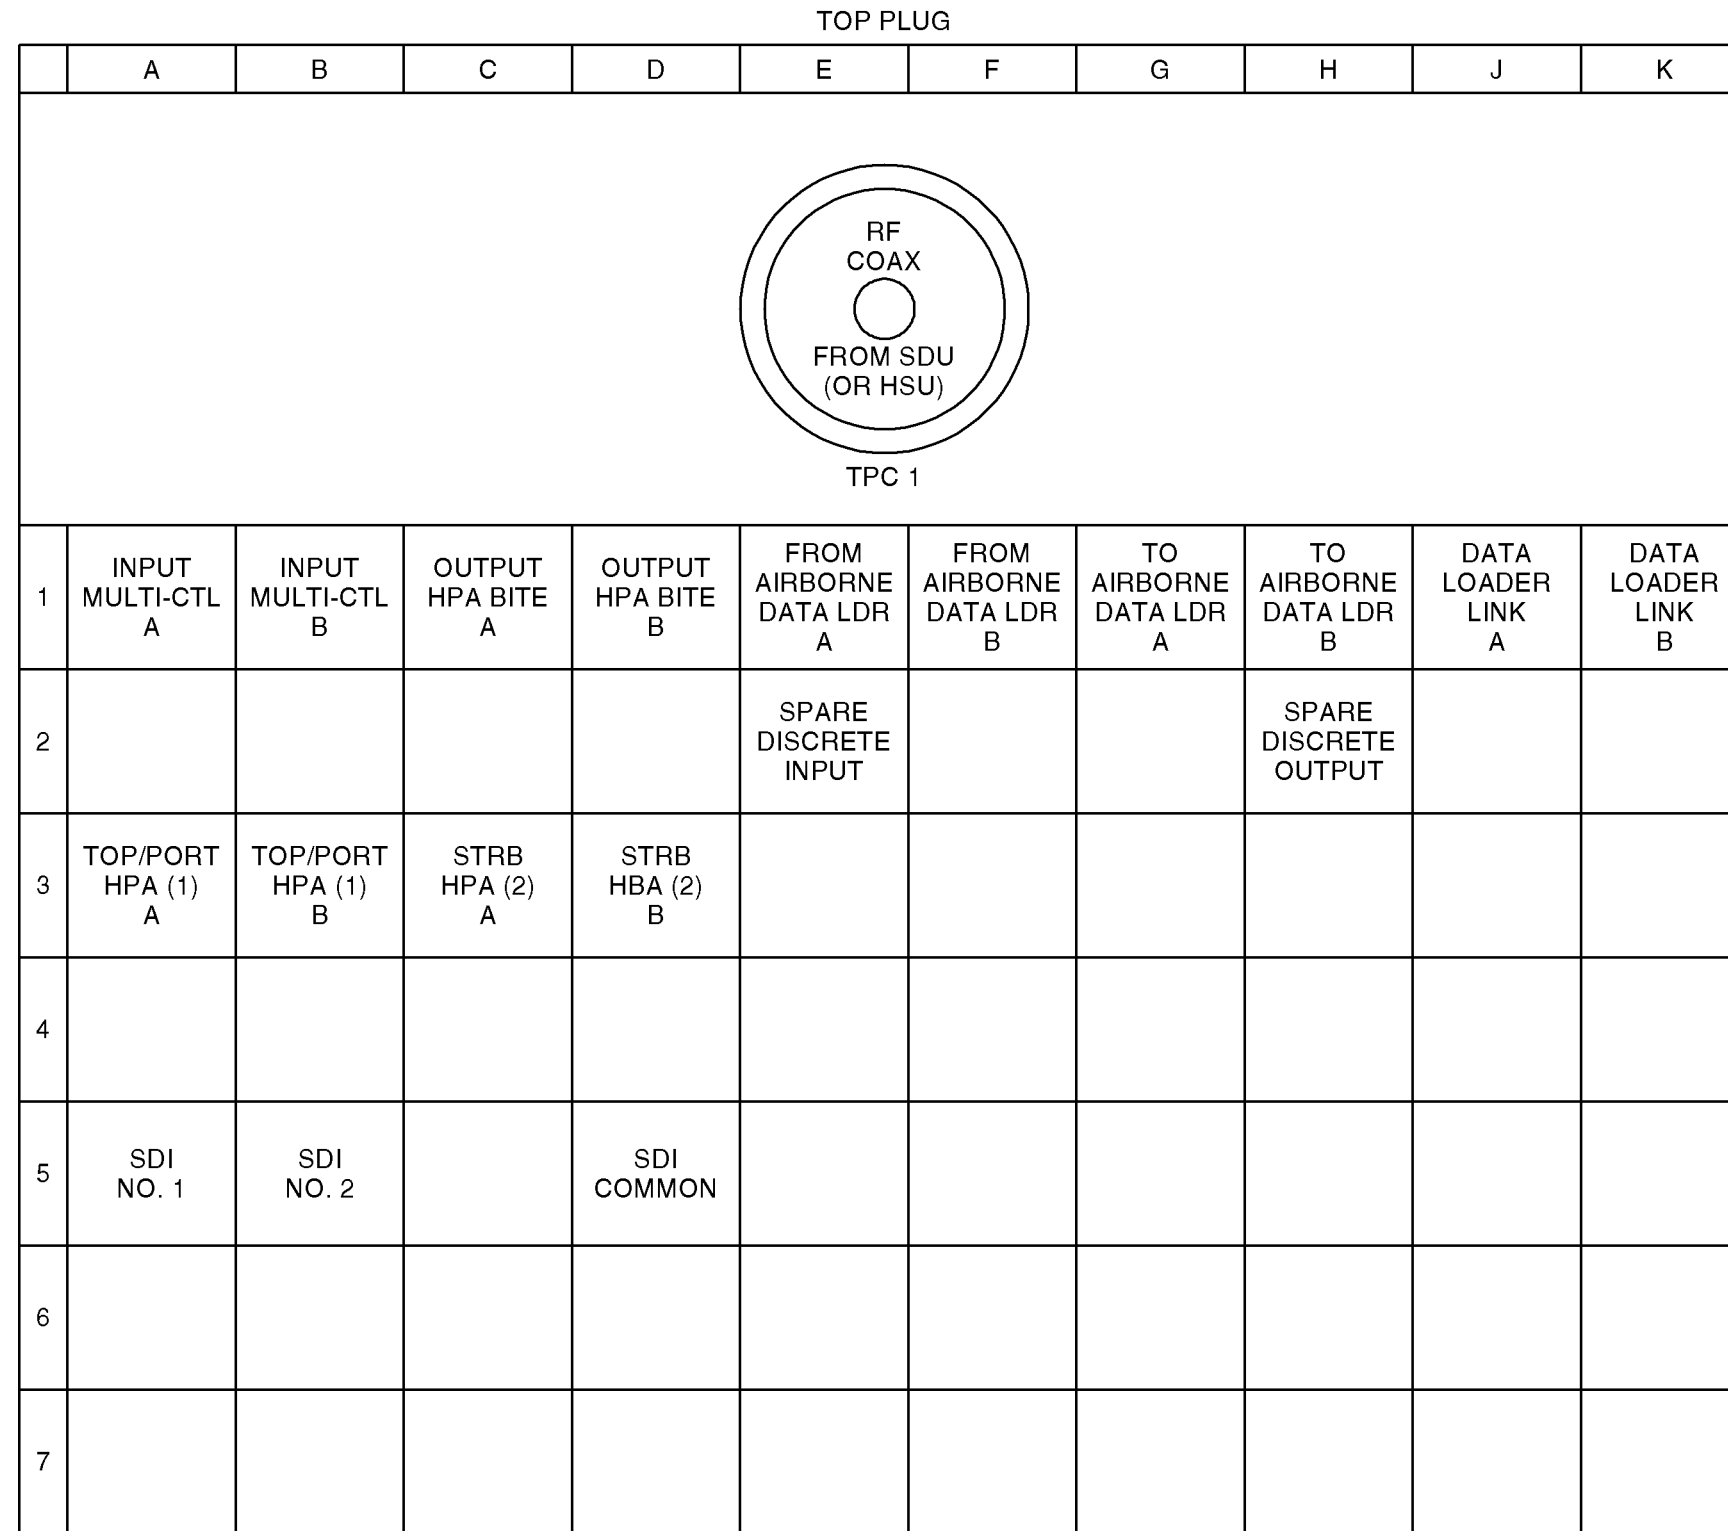 TOP PLUG
A B C D E F G H J K
RF
COAX
FROM SDU
(OR HSU)
TPC 1
1
INPUT
MULTI-CTL
A
INPUT
MULTI-CTL
B
OUTPUT
HPA BITE
A
OUTPUT
HPA BITE
B
FROM
AIRBORNE
DATA LDR
A
FROM
AIRBORNE
DATA LDR
B
TO
AIRBORNE
DATA LDR
A
TO
AIRBORNE
DATA LDR
B
DATA
LOADER
LINK
A
DATA
LOADER
LINK
B
2
SPARE
DISCRETE
INPUT
SPARE
DISCRETE
OUTPUT
3
TOP/PORT
HPA (1)
A
TOP/PORT
HPA (1)
B
STRB
HPA (2)
A
STRB
HBA (2)
B
4
5
SDI
NO. 1
SDI
NO. 2
SDI
COMMON
6
7